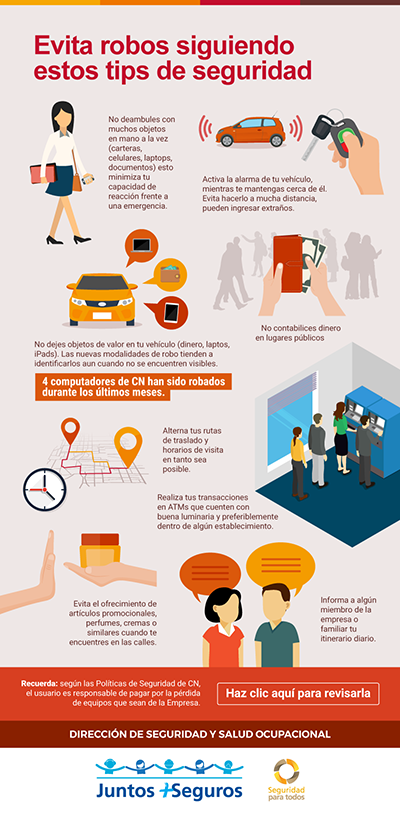 Evita robos siguiendo
estos tips de seguridad
No deambules con
muchos objetos
en mano a la vez
(carteras,
celulares, laptops,
documentos) esto
minimiza tu
capacidad de
reacción frente a
una emergencia.
Activa la alarma de tu vehículo,
mientras te mantengas cerca de él.
Evita hacerlo a mucha distancia,
pueden ingresar extraños.
No dejes objetos de valor en tu vehículo (dinero, laptos,
iPads). Las nuevas modalidades de robo tienden a
identificarlos aun cuando no se encuentren visibles.
4 computadores de CN han sido robados
durante los últimos meses.
No contabilices dinero
en lugares públicos
Alterna tus rutas
de traslado y
horarios de visita
en tanto sea
posible.
Realiza tus transacciones
en ATMs que cuenten con
buena luminaria y preferiblemente
dentro de algún establecimiento.
Evita el ofrecimiento de
artículos promocionales,
perfumes, cremas o
similares cuando te
encuentres en las calles.
Informa a algún
miembro de la
empresa o
familiar tu
itinerario diario.
Recuerda: según las Políticas de Seguridad de CN,
el usuario es responsable de pagar por la pérdida
de equipos que sean de la Empresa.
Haz clic aquí para revisarla
DIRECCIÓN DE SEGURIDAD Y SALUD OCUPACIONAL
Juntos +Seguros
Seguridad
para todos